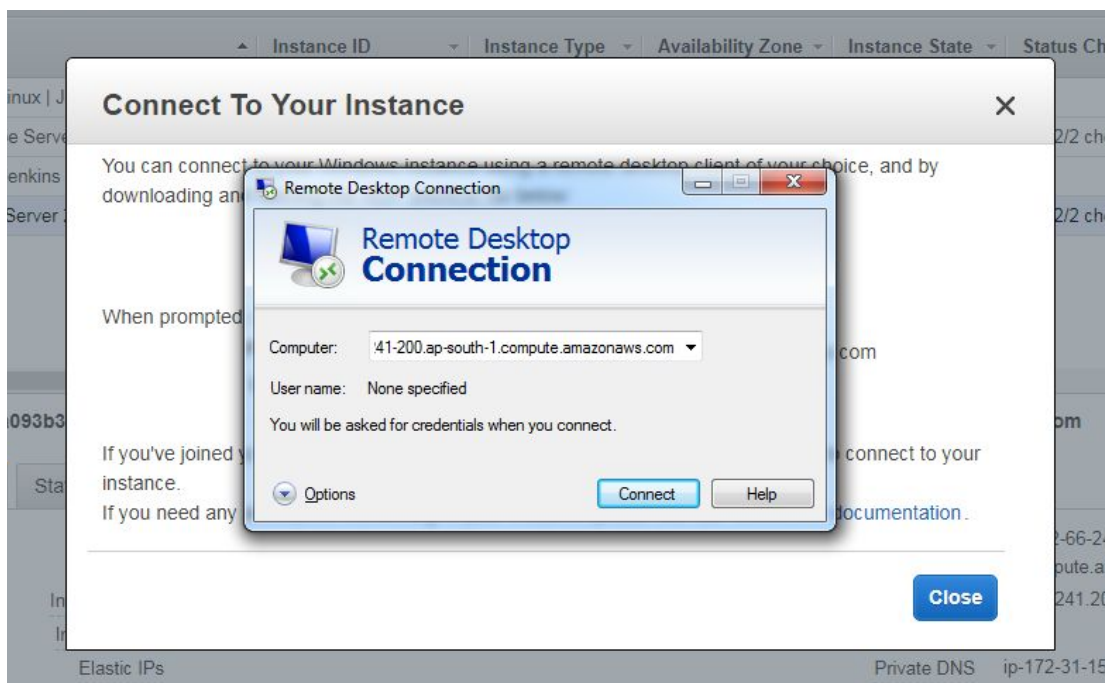 Instance ID Instance Type Availability Zone Instance State Status Ch
inux | J
Connect To Your Instance
e Serve
2/2 ch
You can connect to your Windows instance using a remote desktop client of your choice, and by
enkins
downloading an
Remote Desktop Connection
Server
2/2 ch
Remote Desktop
Connection
When prompted
Computer: 41-200.ap-south-1.compute.amazonaws.com
com
User name: None specified
093b3
You will be asked for credentials when you connect.
om
If you've joined
connect to your
Sta
instance.
Options Connect Help
If you need any
documentation.
2-66-2
pute.a
Close
In
241.20
Elastic IPs
Private DNS ip-172-31-15